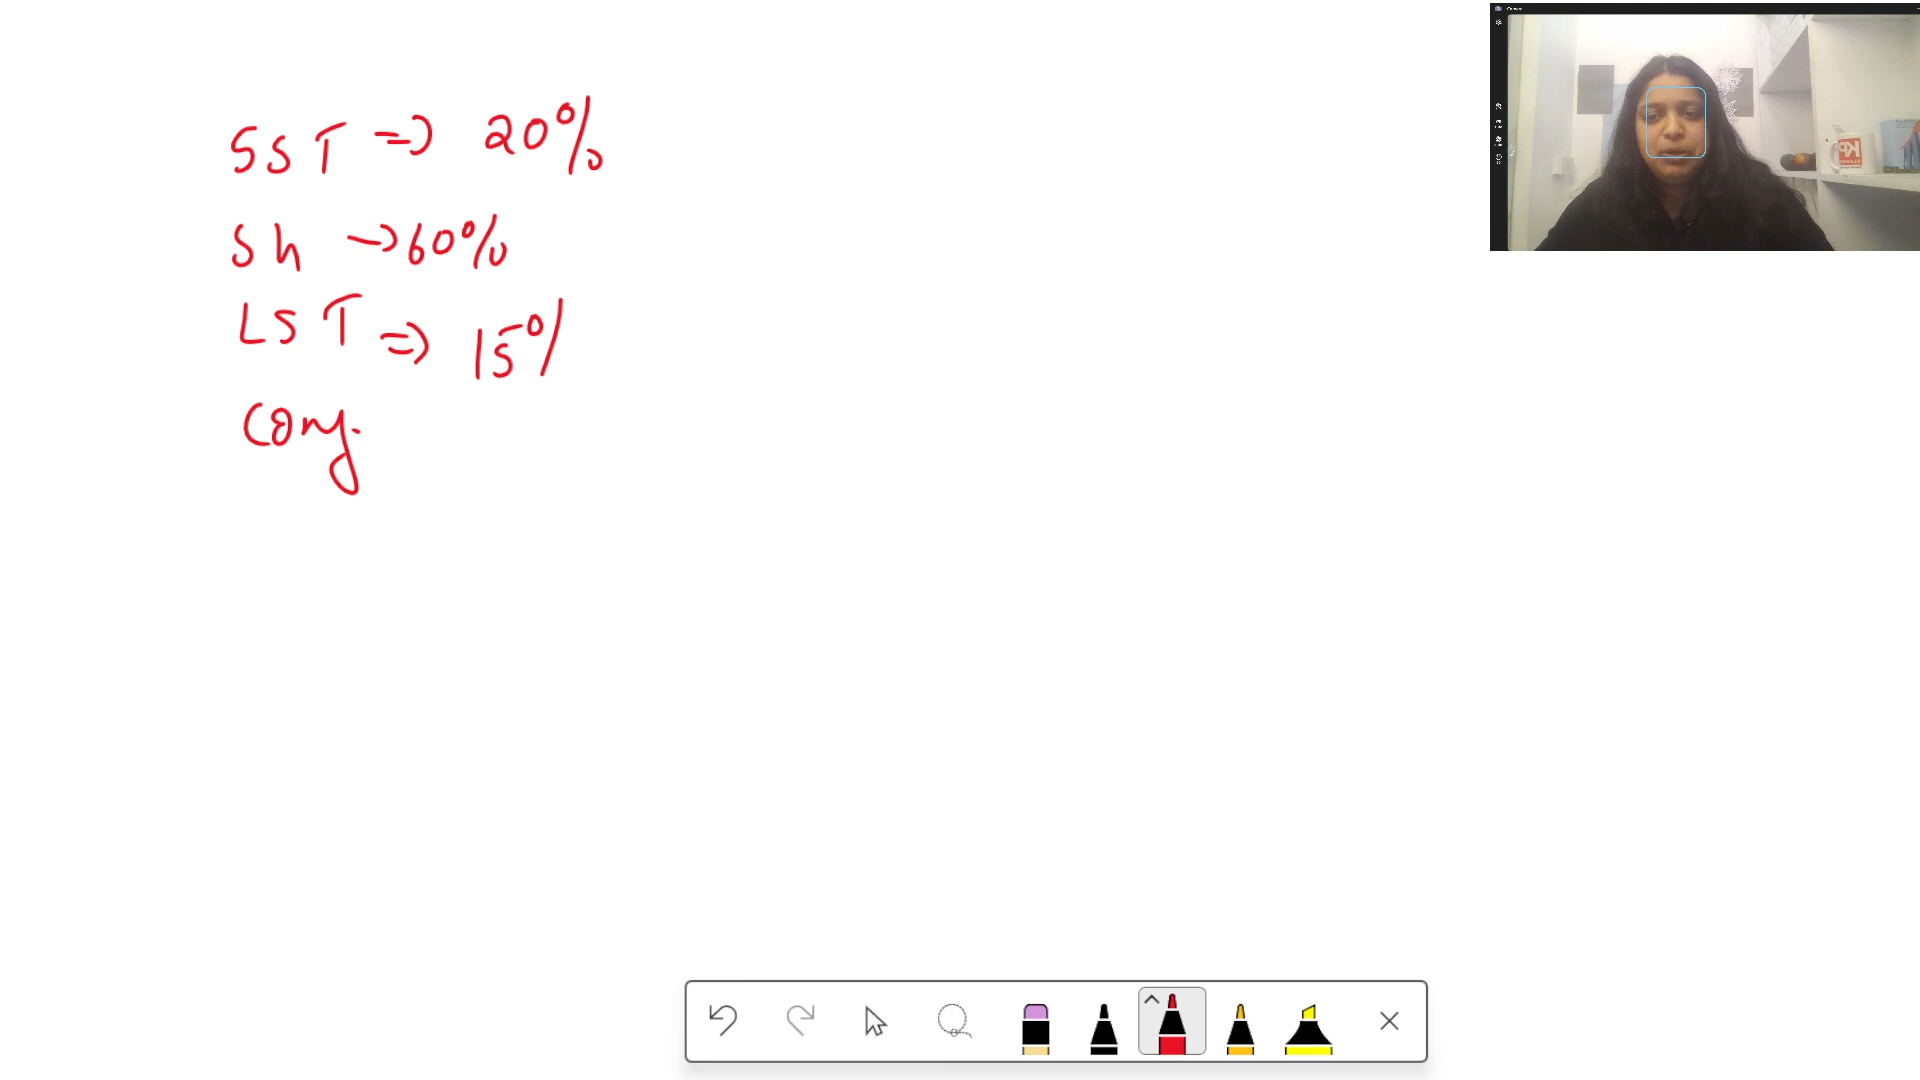 SST => 20%
Sh → 60%
LST => 15%
Cong.